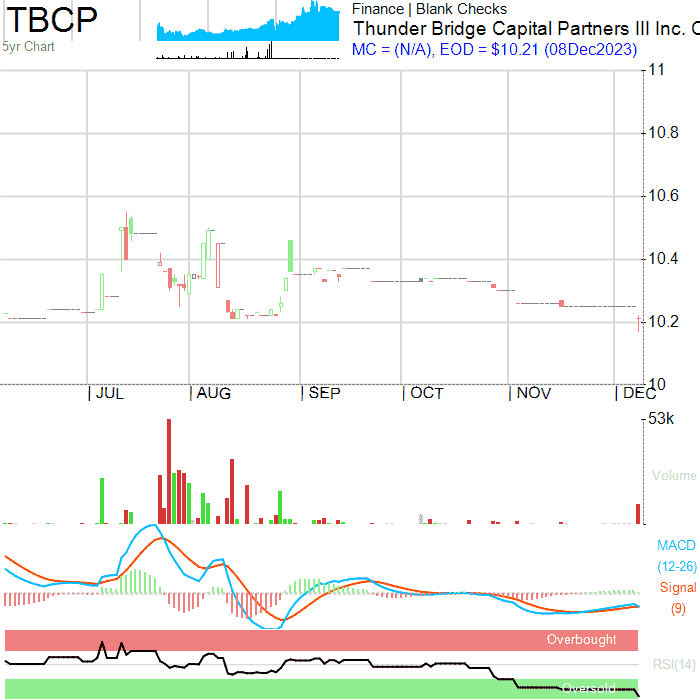 TBCP
5yr Chart
Finance | Blank Checks
Thunder Bridge Capital Partners III Inc. C
MC = (N/A), EOD = $10.21 (08Dec2023)
11
10.8
10.6
10.4
10.2
10
JUL
AUG
SEP
OCT
NOV
DEC
53K
Volume
MACD
(12-26)
Signal
(9)
Overbought
RSI(14)
Oversold